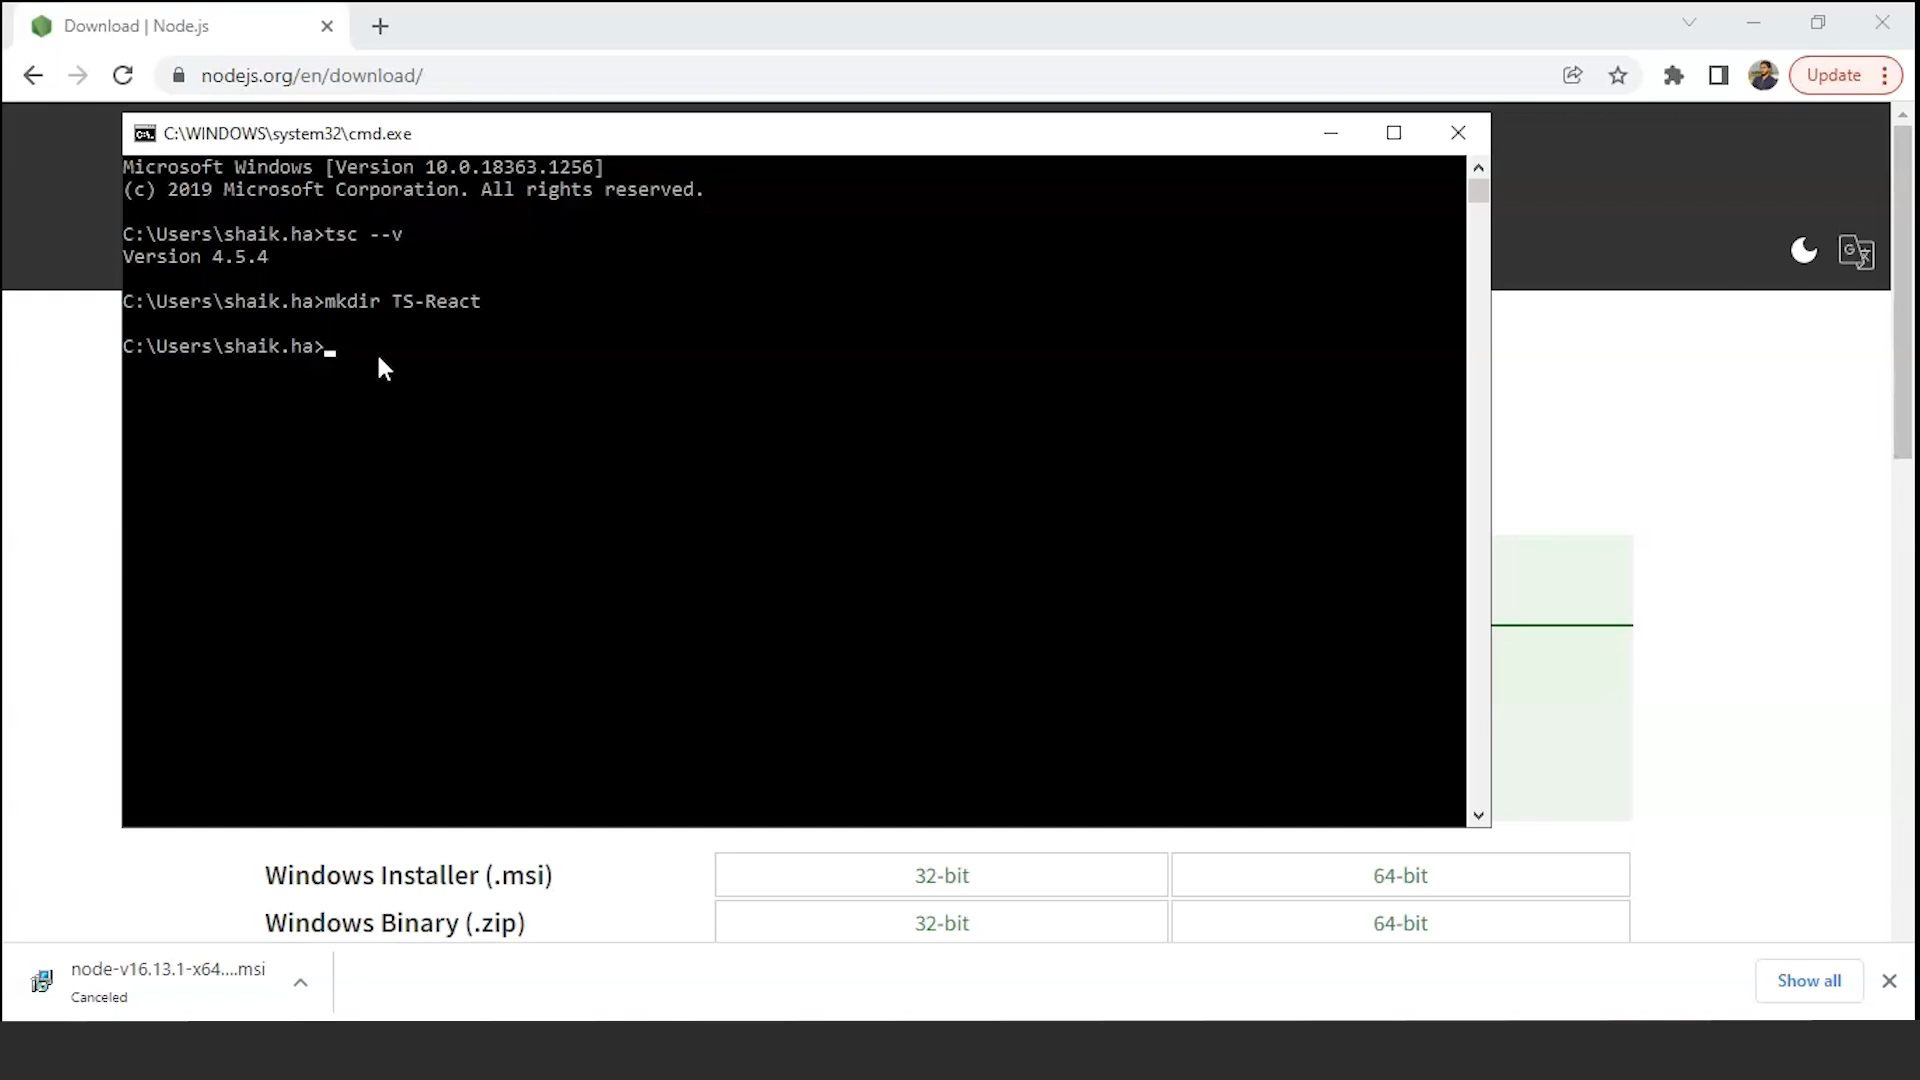 Download | Node.js
nodejs.org/en/download/
Update
C:\WINDOWS\system32\cmd.exe
Microsoft Windows [Version 10.0.18363.1256]
(c) 2019 Microsoft Corporation. All rights reserved.
C:\Users\shaik.ha>tsc --v
Version 4.5.4
C:\Users\shaik.ha>mkdir TS-React
C:\Users\shaik.ha>
Windows Installer (.msi) 32-bit 64-bit
Windows Binary (.zip) 32-bit 64-bit
node-v16.13.1-x64....msi
Canceled
Show all